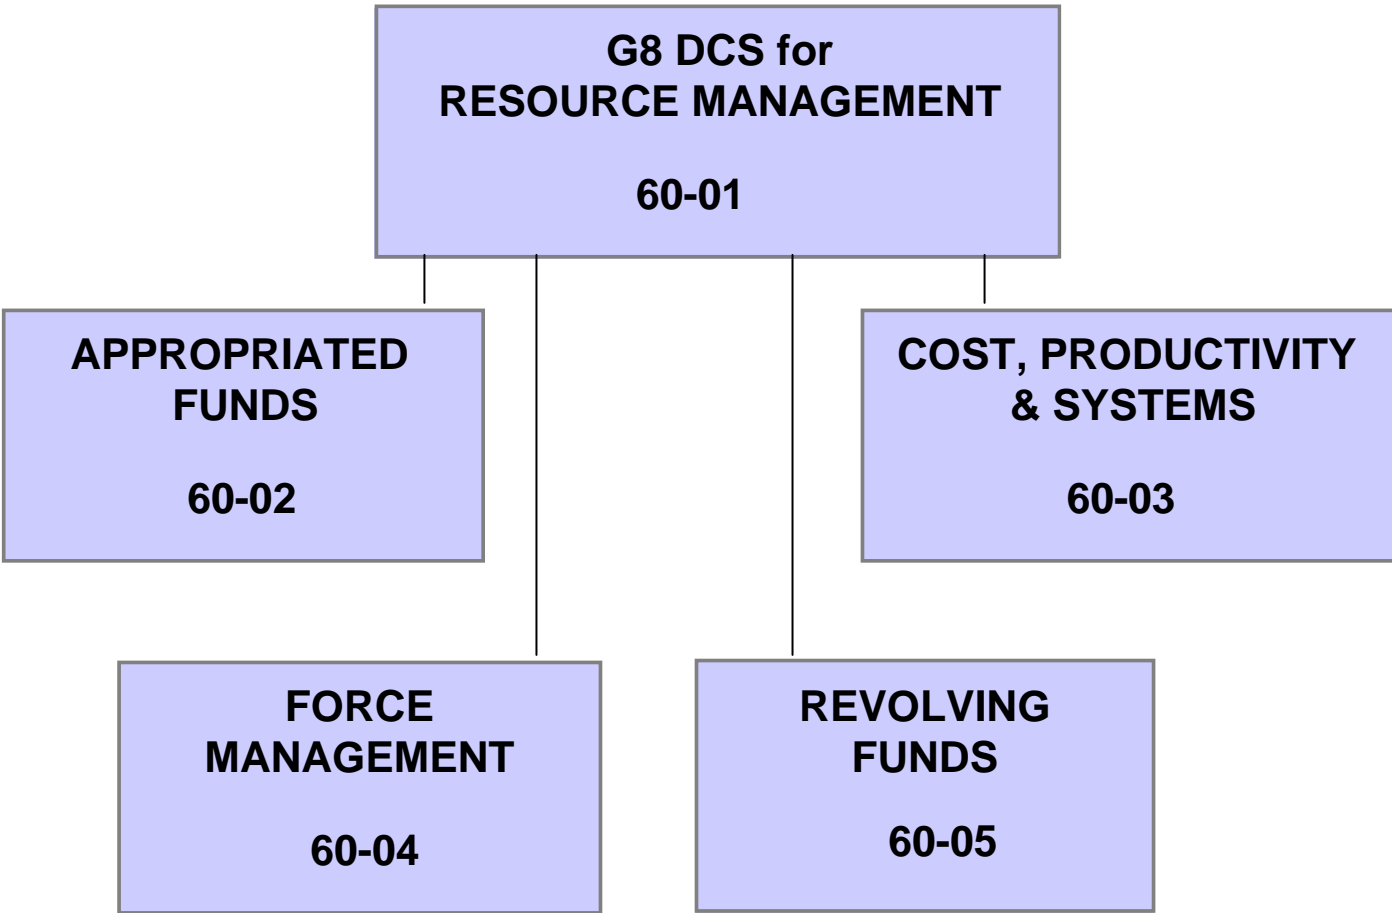 G8 DCS for
RESOURCE MANAGEMENT
60-01
APPROPRIATED
FUNDS
60-02
COST, PRODUCTIVITY
& SYSTEMS
60-03
FORCE
MANAGEMENT
60-04
REVOLVING
FUNDS
60-05